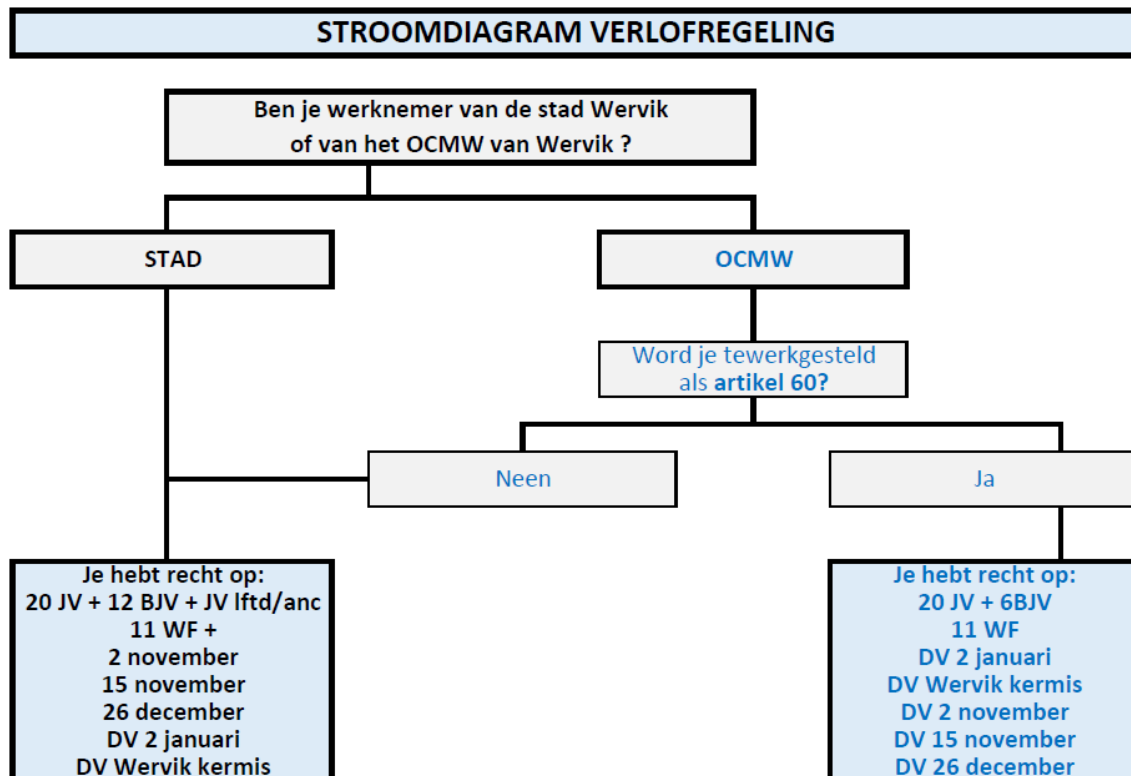 STROOMDIAGRAM VERLOFREGELING
Ben je werknemer van de stad Wervik
of van het OCMW van Wervik ?
STAD
OCMW
Word je tewerkgesteld
als artikel 60?
Neen
Ja
Je hebt recht op:
20 JV + 12 BJV + JV lftd/anc
11 WF +
2 november
15 november
26 december
DV 2 januari
DV Wervik kermis
Je hebt recht op:
20 JV + 6BJV
11 WF
DV 2 januari
DV Wervik kermis
DV 2 november
DV 15 november
DV 26 december